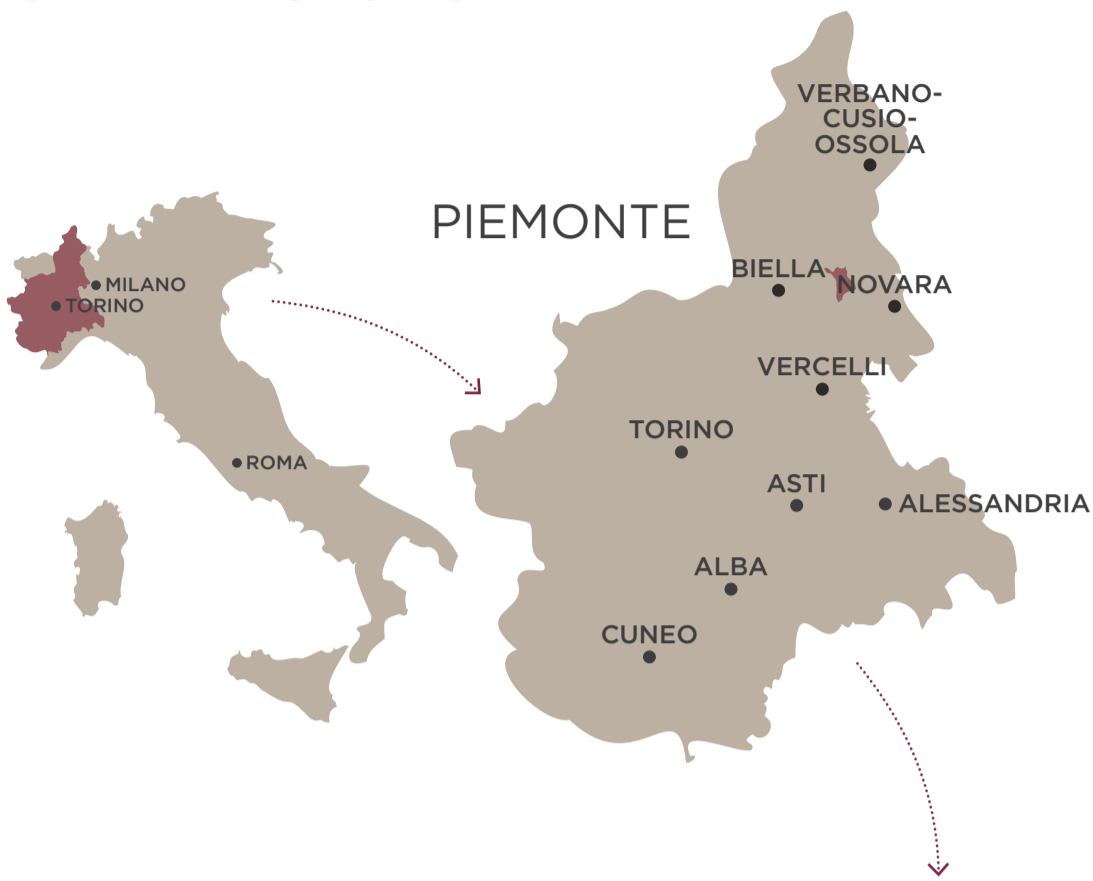 VERBANO-
CUSIO-
OSSOLA
PIEMONTE
BIELLA
NOVARA
MILANO
TORINO
VERCELLI
TORINO
ROMA
ASTI
ALESSANDRIA
ALBA
CUNEO